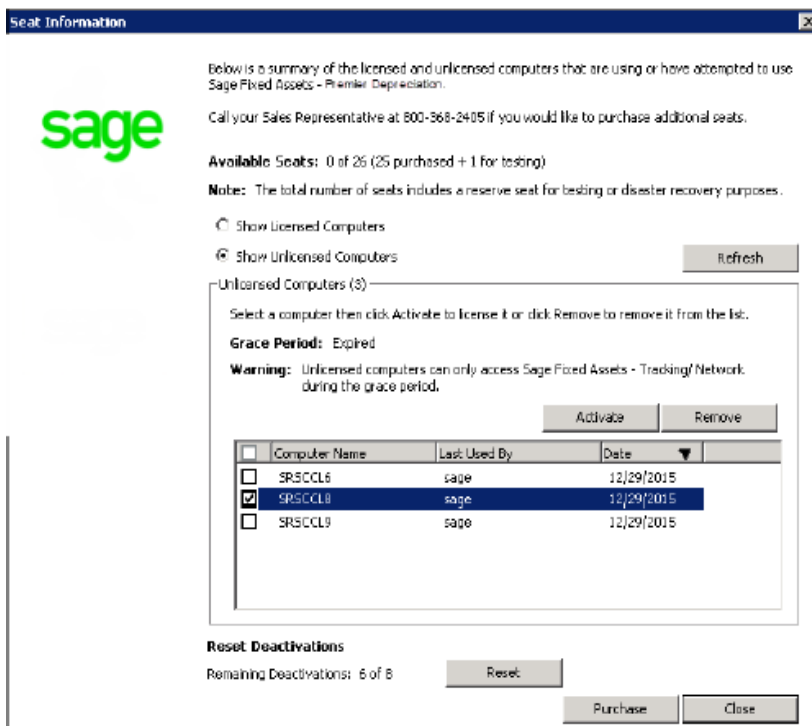 Seat Information
Below is a summary of the licensed and unlicensed computers that are using or have attempted to use
Sage Fixed Assets - Premier Depreciation.
sage
Call your Sales Representative at 800-368-2405 if you would like to purchase additional seats.
Available Seats: 0 of 26 (25 purchased + 1 for testing)
Note: The total number of seats includes a reserve seat for testing or disaster recovery purposes.
Show Licensed Computers
Show Unlicensed Computers
Refresh
Unlicensed Computers (3)
Select a computer then click Activate to license it or click Remove to remove it from the list.
Grace Period: Expired
Warning: Unlicensed computers can only access Sage Fixed Assets - Tracking/ Network
during the grace period.
Activate Remove
Computer Name Last Used By Date
SRSCCL6 sage 12/29/2015
SRSCCL8 sage 12/29/2015
SRSCCL9 sage 12/29/2015
Reset Deactivations
Remaining Deactivations: 6 of 8 Reset
Purchase Close